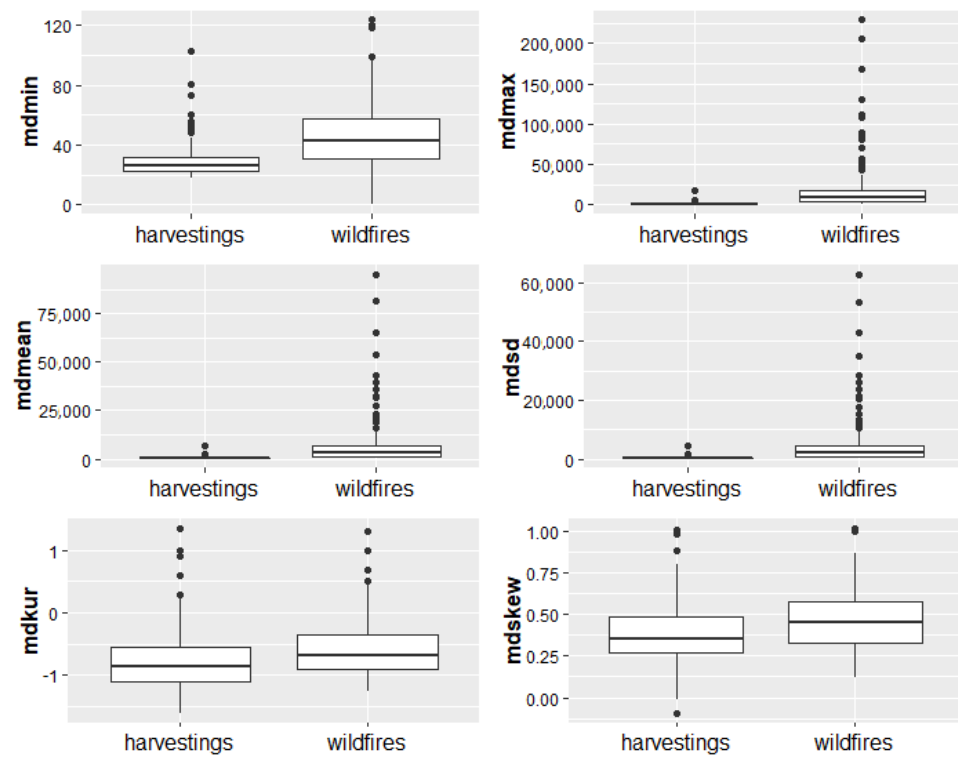 mdmin
120
80
40
0
harvestings wildfires
mdmax
200,000
150,000
100,000
50,000
0
harvestings wildfires
mdmean
75,000
50,000
25,000
0
harvestings wildfires
mdsd
60,000
40,000
20,000
0
harvestings wildfires
mdkur
1
0
-1
harvestings wildfires
mdskew
1.00
0.75
0.50
0.25
0.00
harvestings wildfires